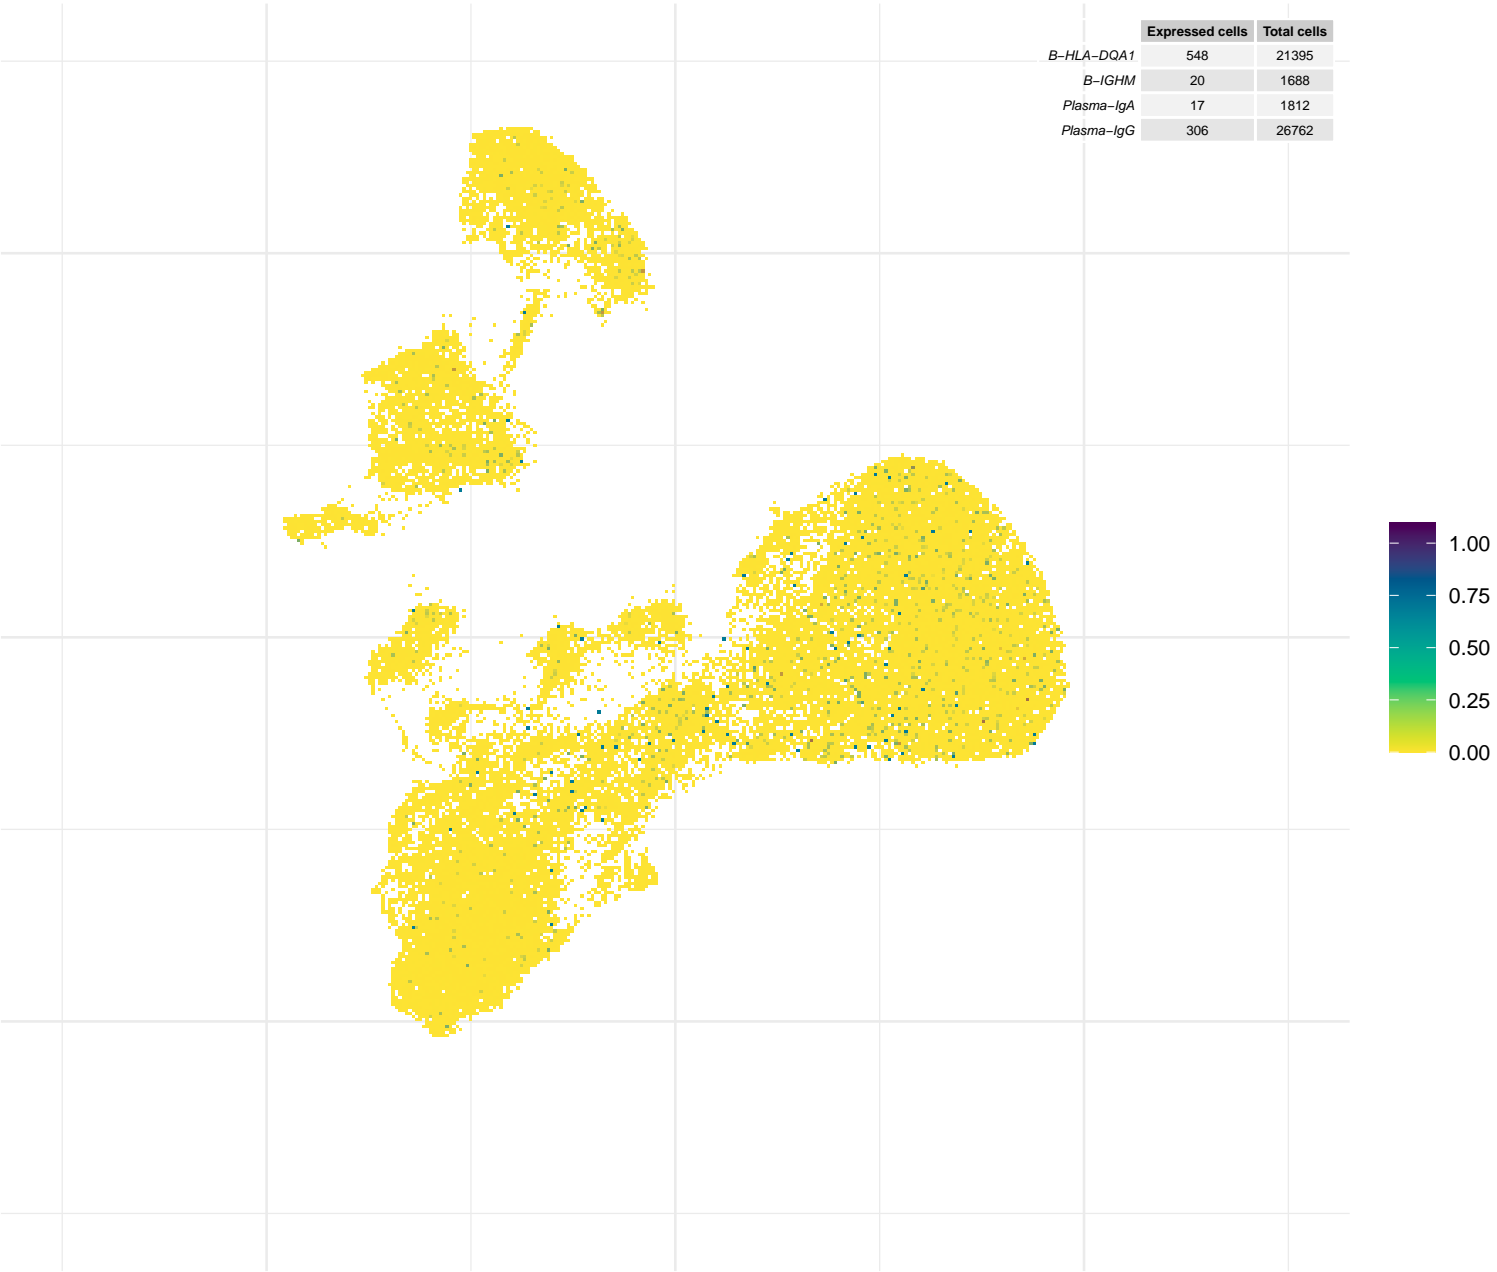 Expressed cells Total cells
B−HLA−DQA1 548 21395
B−IGHM 20 1688
Plasma−IgA 17 1812
Plasma−IgG 306 26762
1.00
0.75
0.50
0.25
0.00